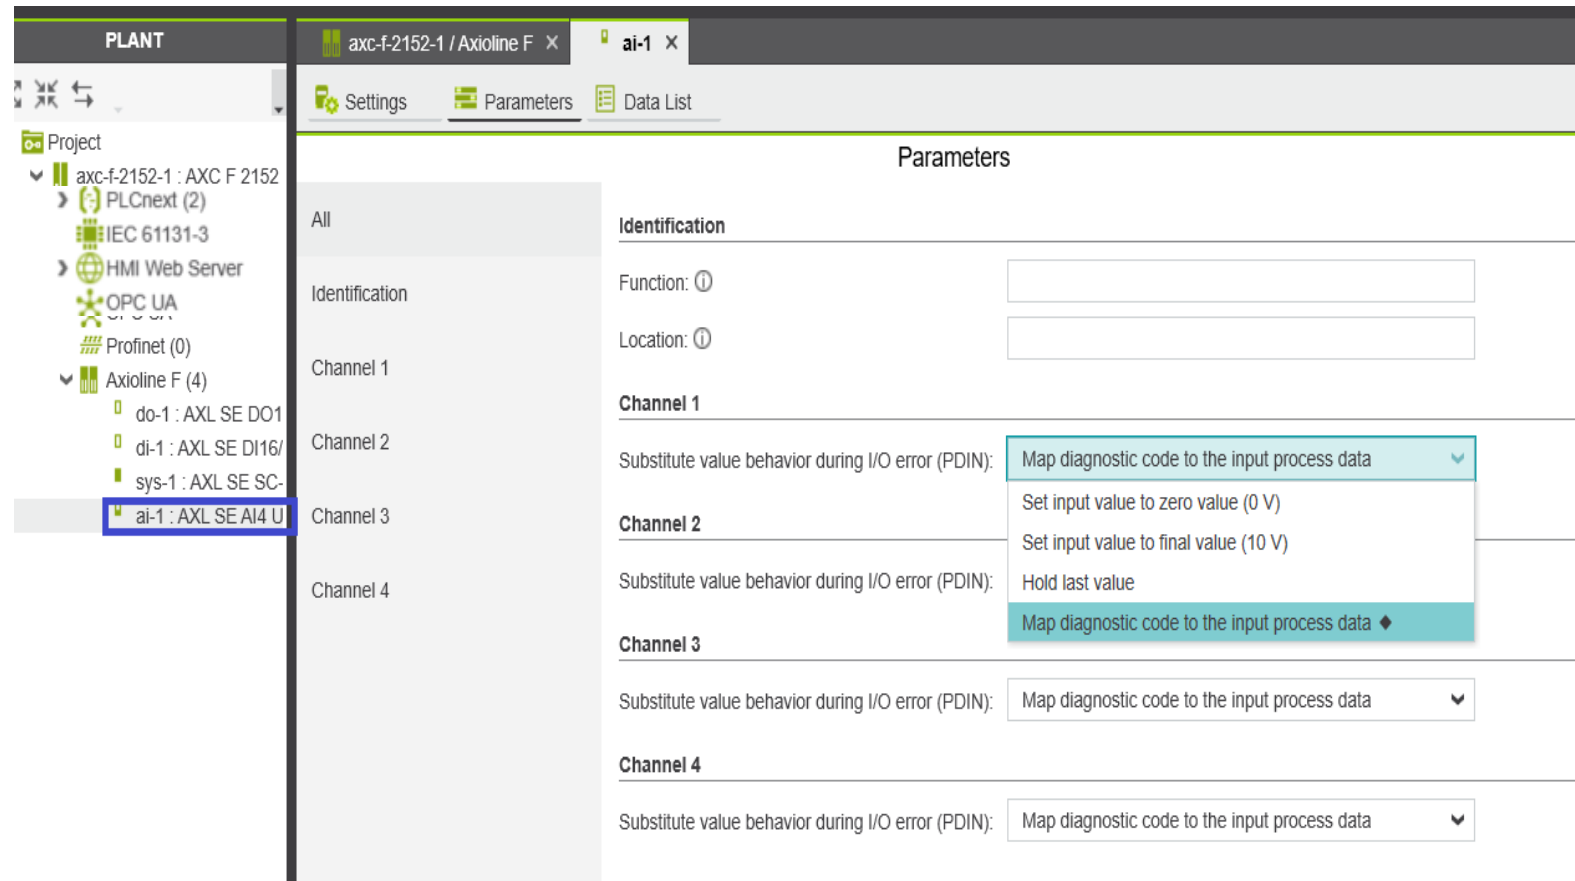 PLANT
axc-f-2152-1 / Axioline F ×
ai-1 ×
Settings
Parameters
Data List
Project
axc-f-2152-1 : AXC F 2152
PLCnext (2)
IEC 61131-3
HMI Web Server
OPC UA
Profinet (0)
Axioline F (4)
do-1 : AXL SE DO1
di-1 : AXL SE DI16/
sys-1 : AXL SE SC-
ai-1 : AXL SE AI4 U
Parameters
All
Identification
Channel 1
Channel 2
Channel 3
Channel 4
Identification
Function:
Location:
Channel 1
Substitute value behavior during I/O error (PDIN):
Map diagnostic code to the input process data
Set input value to zero value (0 V)
Set input value to final value (10 V)
Hold last value
Map diagnostic code to the input process data ◆
Channel 2
Substitute value behavior during I/O error (PDIN):
Channel 3
Substitute value behavior during I/O error (PDIN):
Map diagnostic code to the input process data
Channel 4
Substitute value behavior during I/O error (PDIN):
Map diagnostic code to the input process data